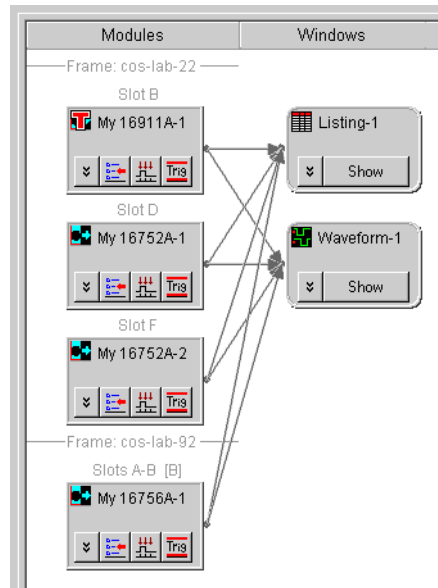 Modules Windows
Frame: cos-lab-22
Slot B
My 16911A-1 Listing-1
Trig Show
Slot D
My 16752A-1 Waveform-1
Trig Show
Slot F
My 16752A-2
Trig
Frame: cos-lab-92
Slots A-B [B]
My 16756A-1
Trig